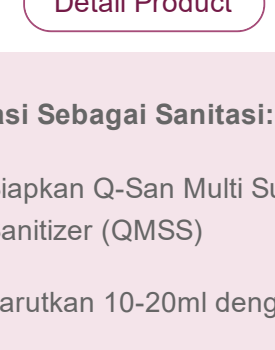 Detail Product
asi Sebagai Sanitasi:
iapkan Q-San Multi Su
anitizer (QMSS)
arutkan 10-20ml deng